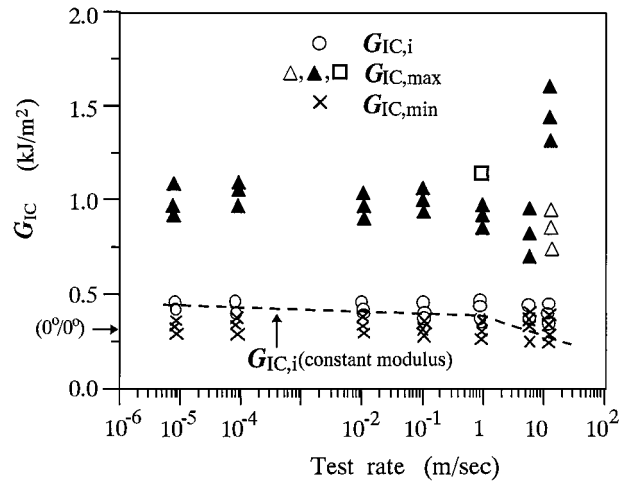 2.0
1.5
1.0
0.5
0.0
G_IC (kJ/m²)
(0°/0°)
G_IC,i
G_IC,max
G_IC,min
G_IC,i (constant modulus)
10⁻⁶ 10⁻⁵ 10⁻⁴ 10⁻² 10⁻¹ 1 10 10²
Test rate (m/sec)